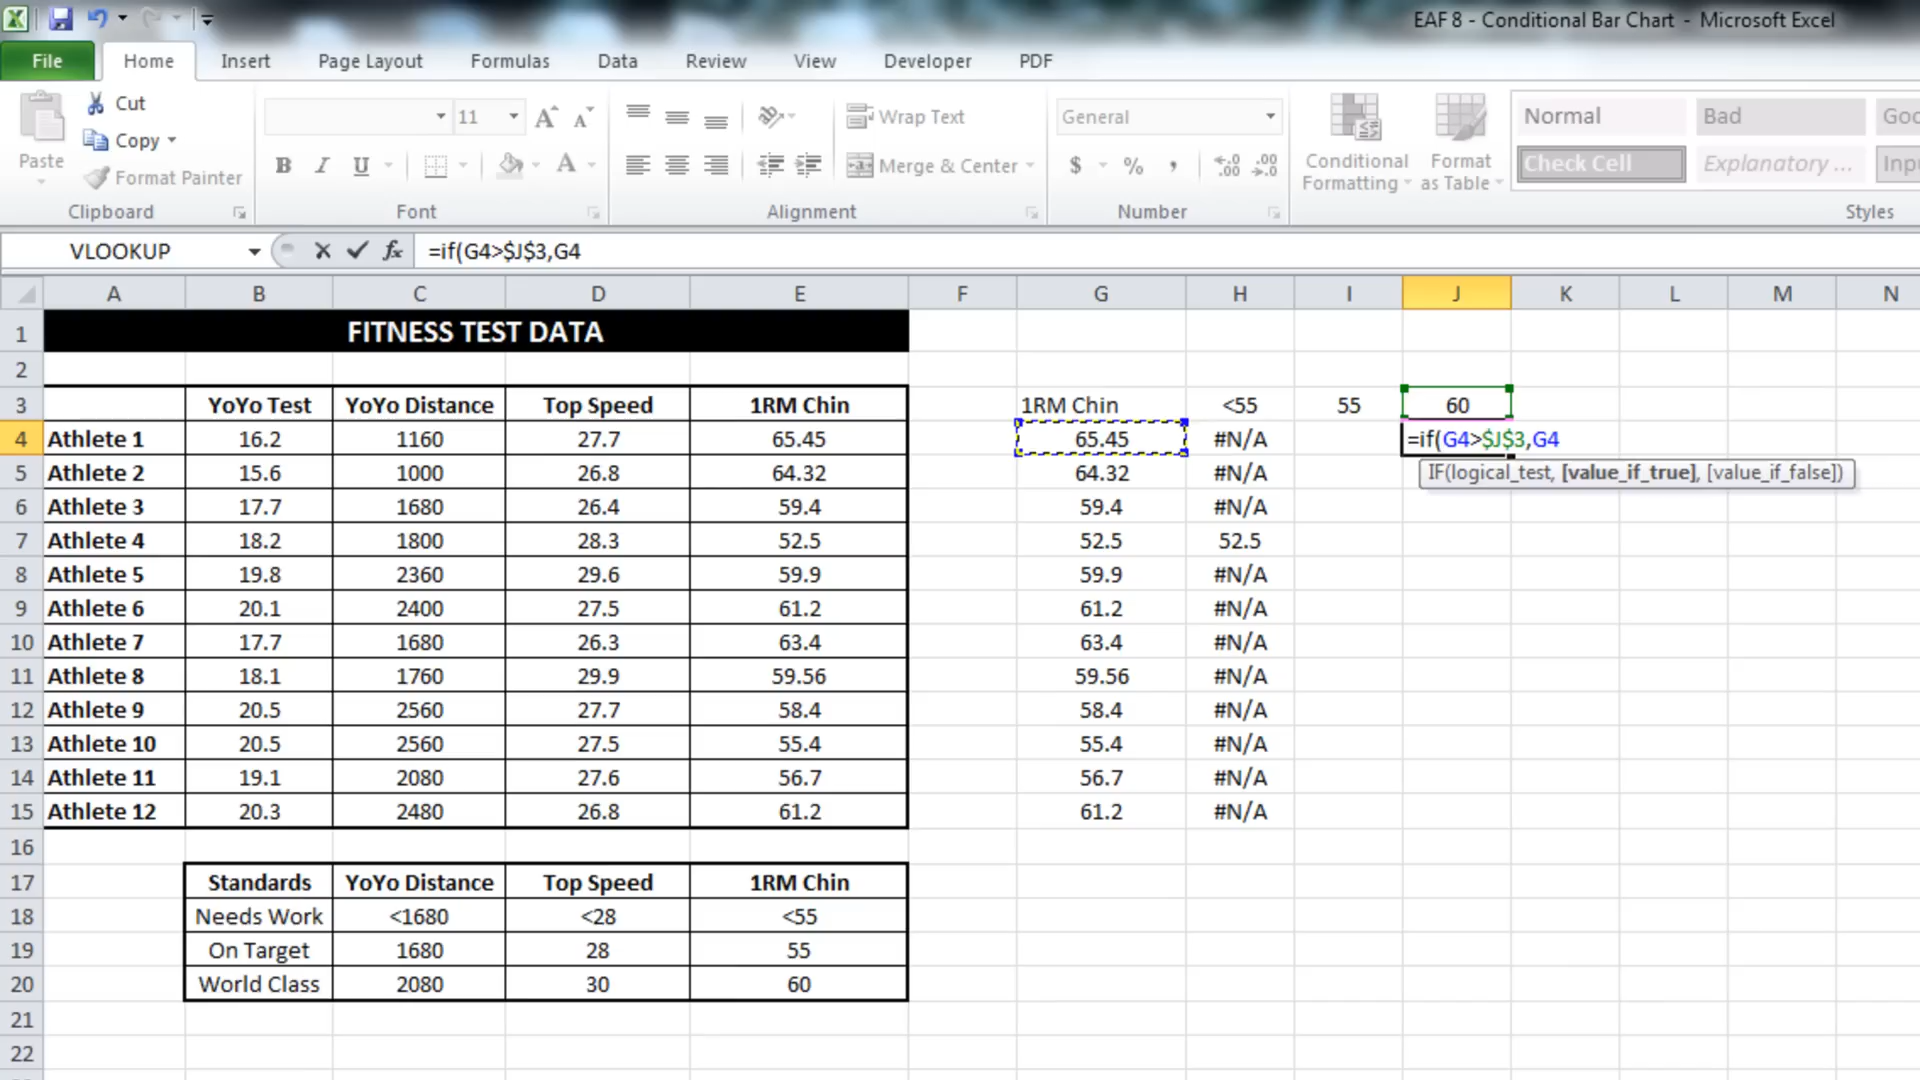 EAF 8 - Conditional Bar Chart - Microsoft Excel
File Home Insert Page Layout Formulas Data Review View Developer PDF
Paste
Cut
Copy
Format Painter
Clipboard
11
A A
B I U A
Font
Wrap Text
Merge & Center
Alignment
General
$ % , .0 .00 .00 .0
Number
Conditional Formatting
Format as Table
Normal Bad
Check Cell Explanatory ...
Styles
VLOOKUP fx =if(G4>$J$3,G4
A B C D E F G H I J K L M N
1 FITNESS TEST DATA
2
3 YoYo Test YoYo Distance Top Speed 1RM Chin 1RM Chin <55 55 60
4 Athlete 1 16.2 1160 27.7 65.45 65.45 #N/A =if(G4>$J$3,G4
IF(logical_test, [value_if_true], [value_if_false])
5 Athlete 2 15.6 1000 26.8 64.32 64.32 #N/A
6 Athlete 3 17.7 1680 26.4 59.4 59.4 #N/A
7 Athlete 4 18.2 1800 28.3 52.5 52.5 52.5
8 Athlete 5 19.8 2360 29.6 59.9 59.9 #N/A
9 Athlete 6 20.1 2400 27.5 61.2 61.2 #N/A
10 Athlete 7 17.7 1680 26.3 63.4 63.4 #N/A
11 Athlete 8 18.1 1760 29.9 59.56 59.56 #N/A
12 Athlete 9 20.5 2560 27.7 58.4 58.4 #N/A
13 Athlete 10 20.5 2560 27.5 55.4 55.4 #N/A
14 Athlete 11 19.1 2080 27.6 56.7 56.7 #N/A
15 Athlete 12 20.3 2480 26.8 61.2 61.2 #N/A
16
17 Standards YoYo Distance Top Speed 1RM Chin
18 Needs Work <1680 <28 <55
19 On Target 1680 28 55
20 World Class 2080 30 60
21
22